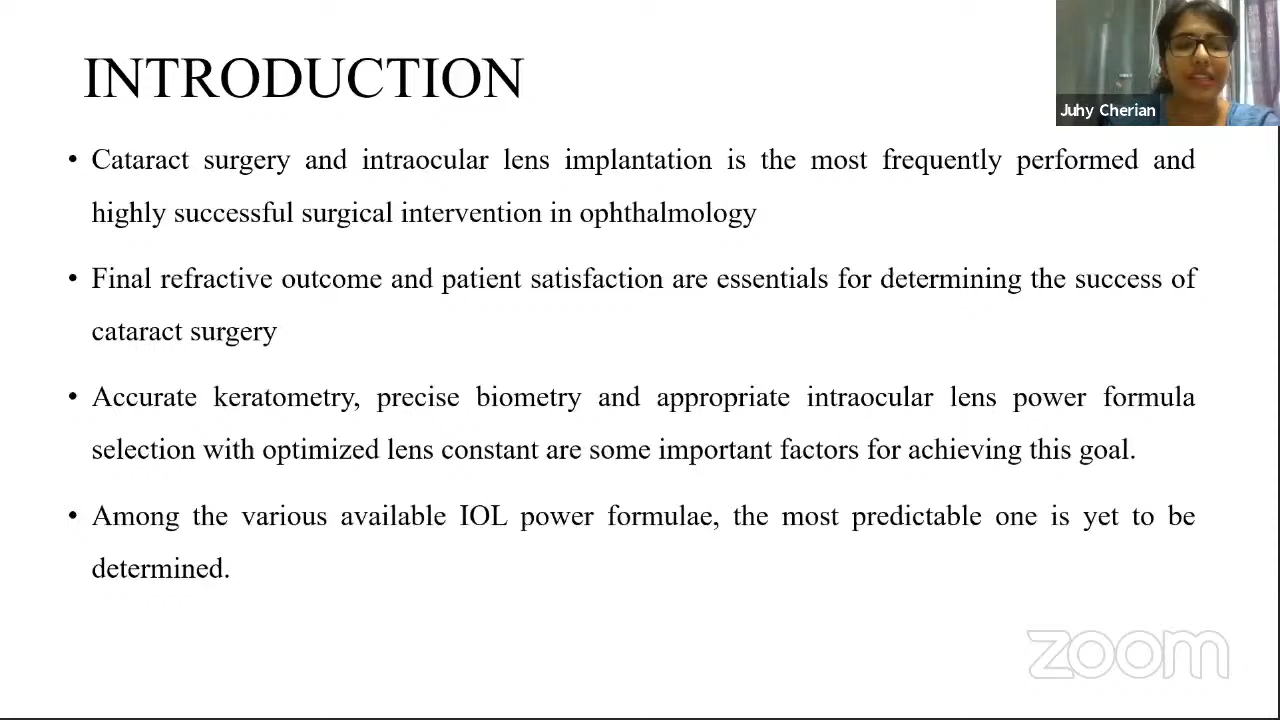 INTRODUCTION
Juhy Cherian
• Cataract surgery and intraocular lens implantation is the most frequently performed and
highly successful surgical intervention in ophthalmology
• Final refractive outcome and patient satisfaction are essentials for determining the success of
cataract surgery
• Accurate keratometry, precise biometry and appropriate intraocular lens power formula
selection with optimized lens constant are some important factors for achieving this goal.
• Among the various available IOL power formulae, the most predictable one is yet to be
determined.
zoom